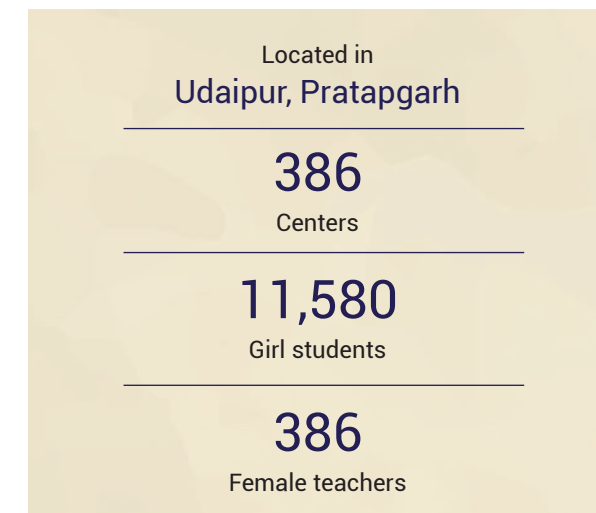 Located in
Udaipur, Pratapgarh
386
Centers
11,580
Girl students
386
Female teachers